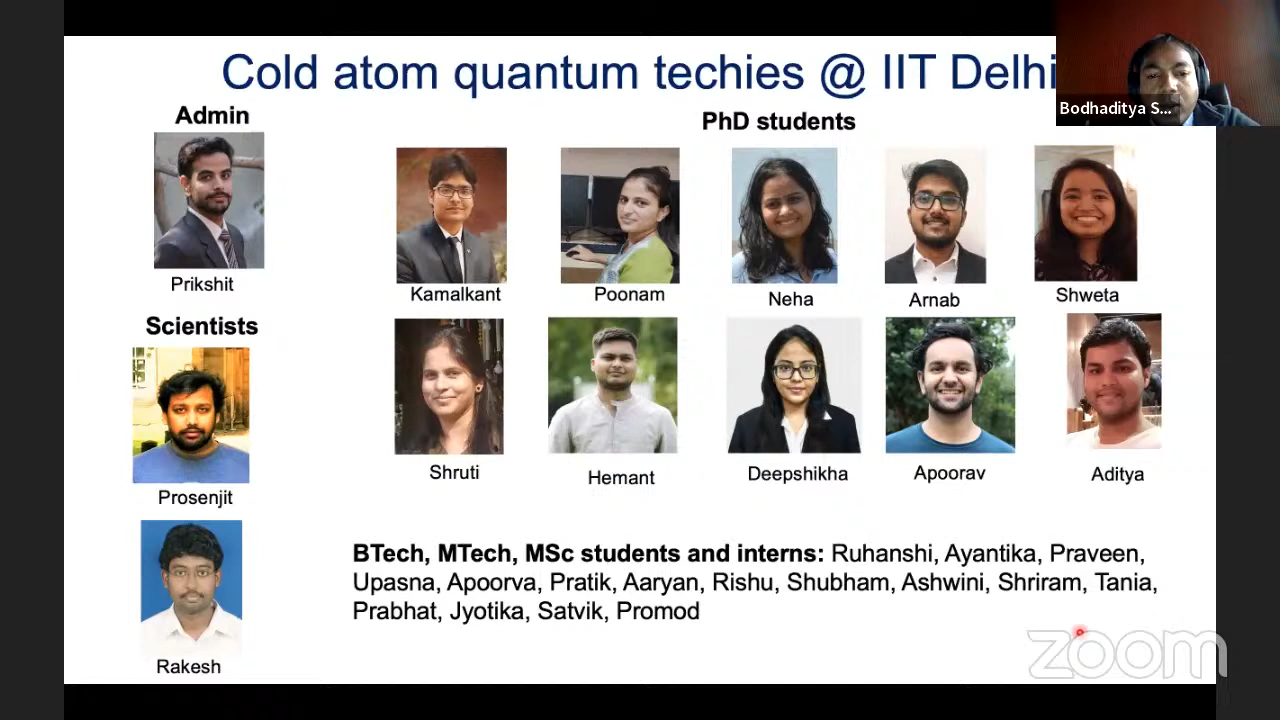 Cold atom quantum techies @ IIT Delhi
Bodhaditya S...
Admin
PhD students
Prikshit
Kamalkant
Poonam
Neha
Arnab
Shweta
Scientists
Prosenjit
Shruti
Hemant
Deepshikha
Apoorav
Aditya
Rakesh
BTech, MTech, MSc students and interns: Ruhanshi, Ayantika, Praveen,
Upasna, Apoorva, Pratik, Aaryan, Rishu, Shubham, Ashwini, Shriram, Tania,
Prabhat, Jyotika, Satvik, Promod
zoom